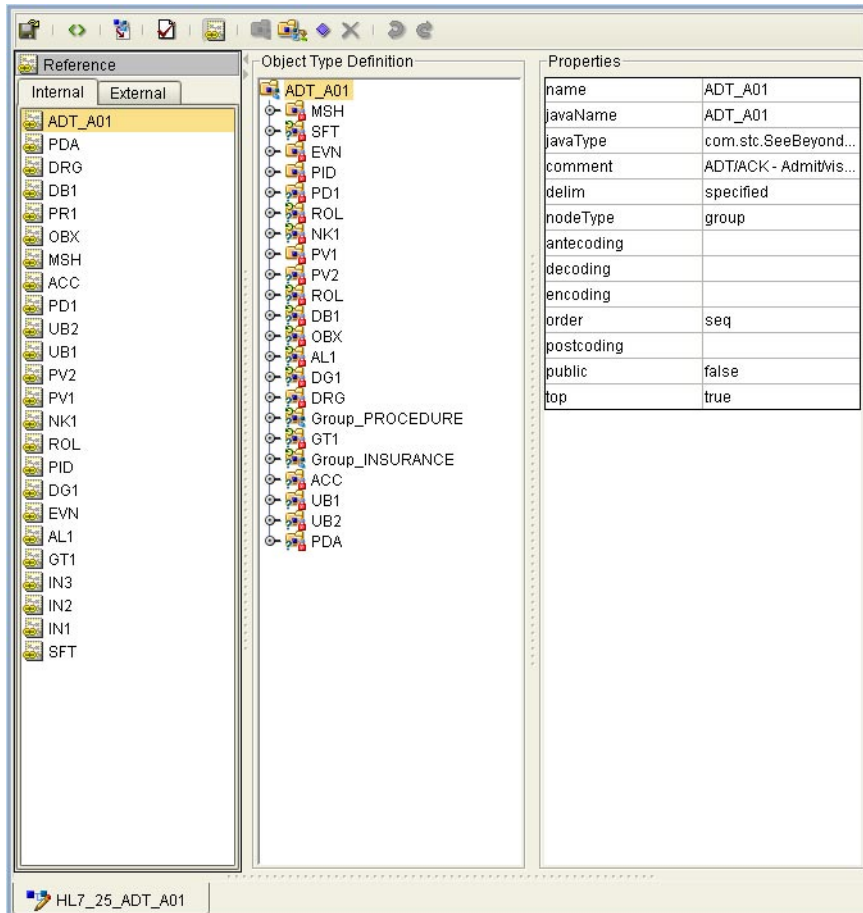 Reference
Internal External
ADT_A01
PDA
DRG
DB1
PR1
OBX
MSH
ACC
PD1
UB2
UB1
PV2
PV1
NK1
ROL
PID
DG1
EVN
AL1
GT1
IN3
IN2
IN1
SFT
Object Type Definition
ADT_A01
MSH
SFT
EVN
PID
PD1
ROL
NK1
PV1
PV2
ROL
DB1
OBX
AL1
DG1
DRG
Group_PROCEDURE
GT1
Group_INSURANCE
ACC
UB1
UB2
PDA
Properties
name ADT_A01
javaName ADT_A01
javaType com.stc.SeeBeyond...
comment ADT/ACK - Admit/vis...
delim specified
nodeType group
antecoding
decoding
encoding
order seq
postcoding
public false
top true
HL7_25_ADT_A01